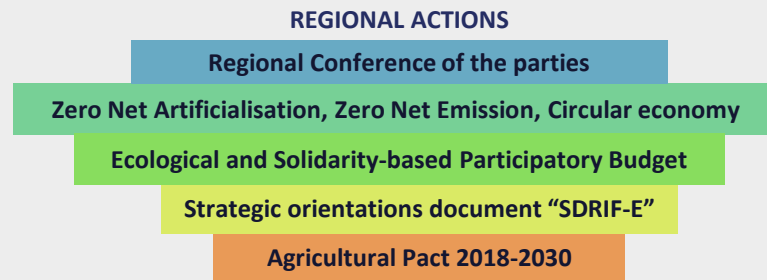 REGIONAL ACTIONS
Regional Conference of the parties
Zero Net Artificialisation, Zero Net Emission, Circular economy
Ecological and Solidarity-based Participatory Budget
Strategic orientations document “SDRIF-E”
Agricultural Pact 2018-2030